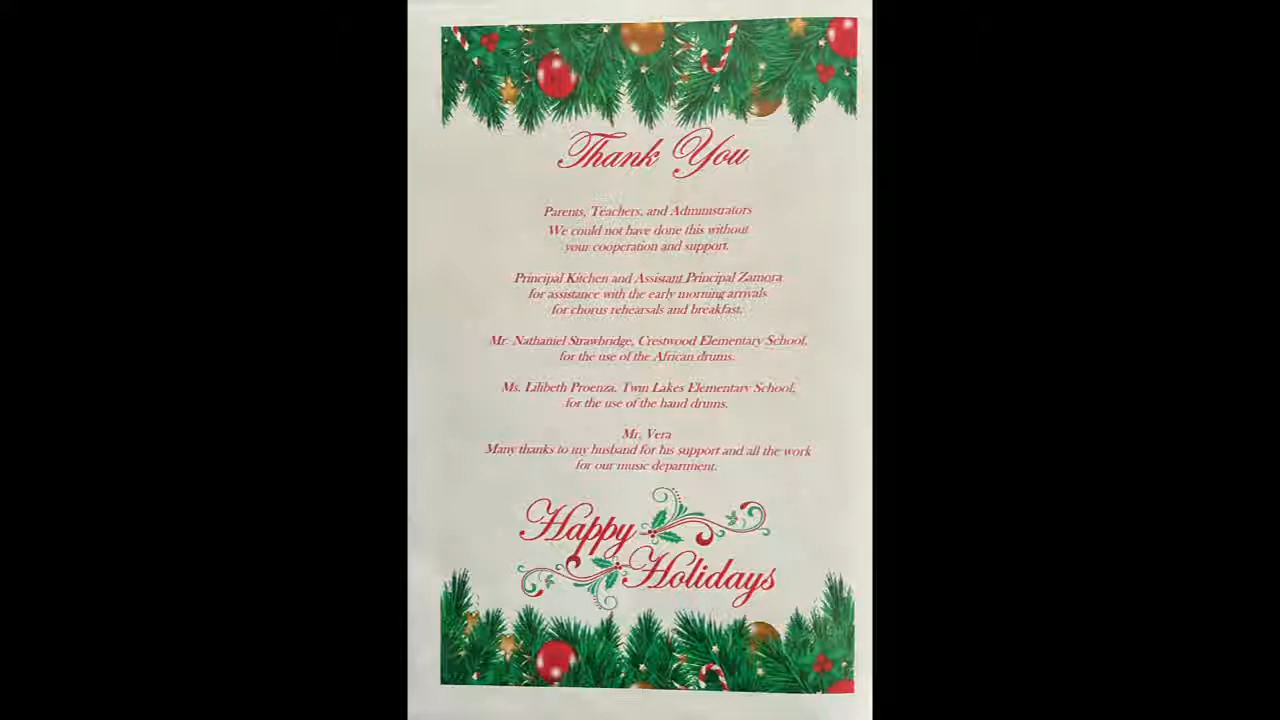 Thank You
Parents, Teachers, and Administrators
We could not have done this without
your cooperation and support.
Principal Kitchen and Assistant Principal Zamora
for assistance with the early morning arrivals
for chorus rehearsals and breakfast.
Mr. Nathaniel Strawbridge, Crestwood Elementary School,
for the use of the African drums.
Ms. Lilibeth Proenza, Twin Lakes Elementary School,
for the use of the hand drums.
Mr. Vera
Many thanks to my husband for his support and all the work
for our music department.
Happy
Holidays